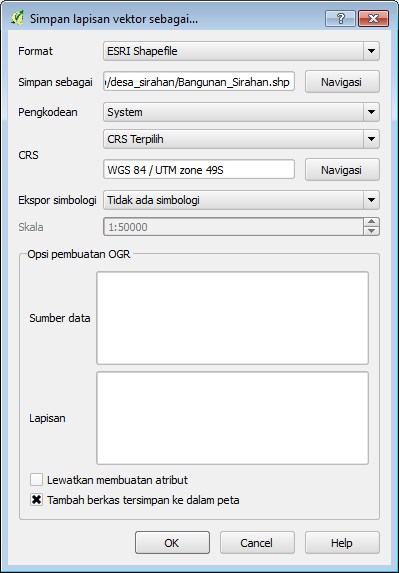 Simpan lapisan vektor sebagai...
Format
ESRI Shapefile
Simpan sebagai
/desa_sirahan/Bangunan_Sirahan.shp
Navigasi
Pengkodean
System
CRS Terpilih
CRS
WGS 84 / UTM zone 49S
Navigasi
Ekspor simbologi
Tidak ada simbologi
Skala
1:50000
Opsi pembuatan OGR
Sumber data
Lapisan
Lewatkan membuatan atribut
Tambah berkas tersimpan ke dalam peta
OK
Cancel
Help